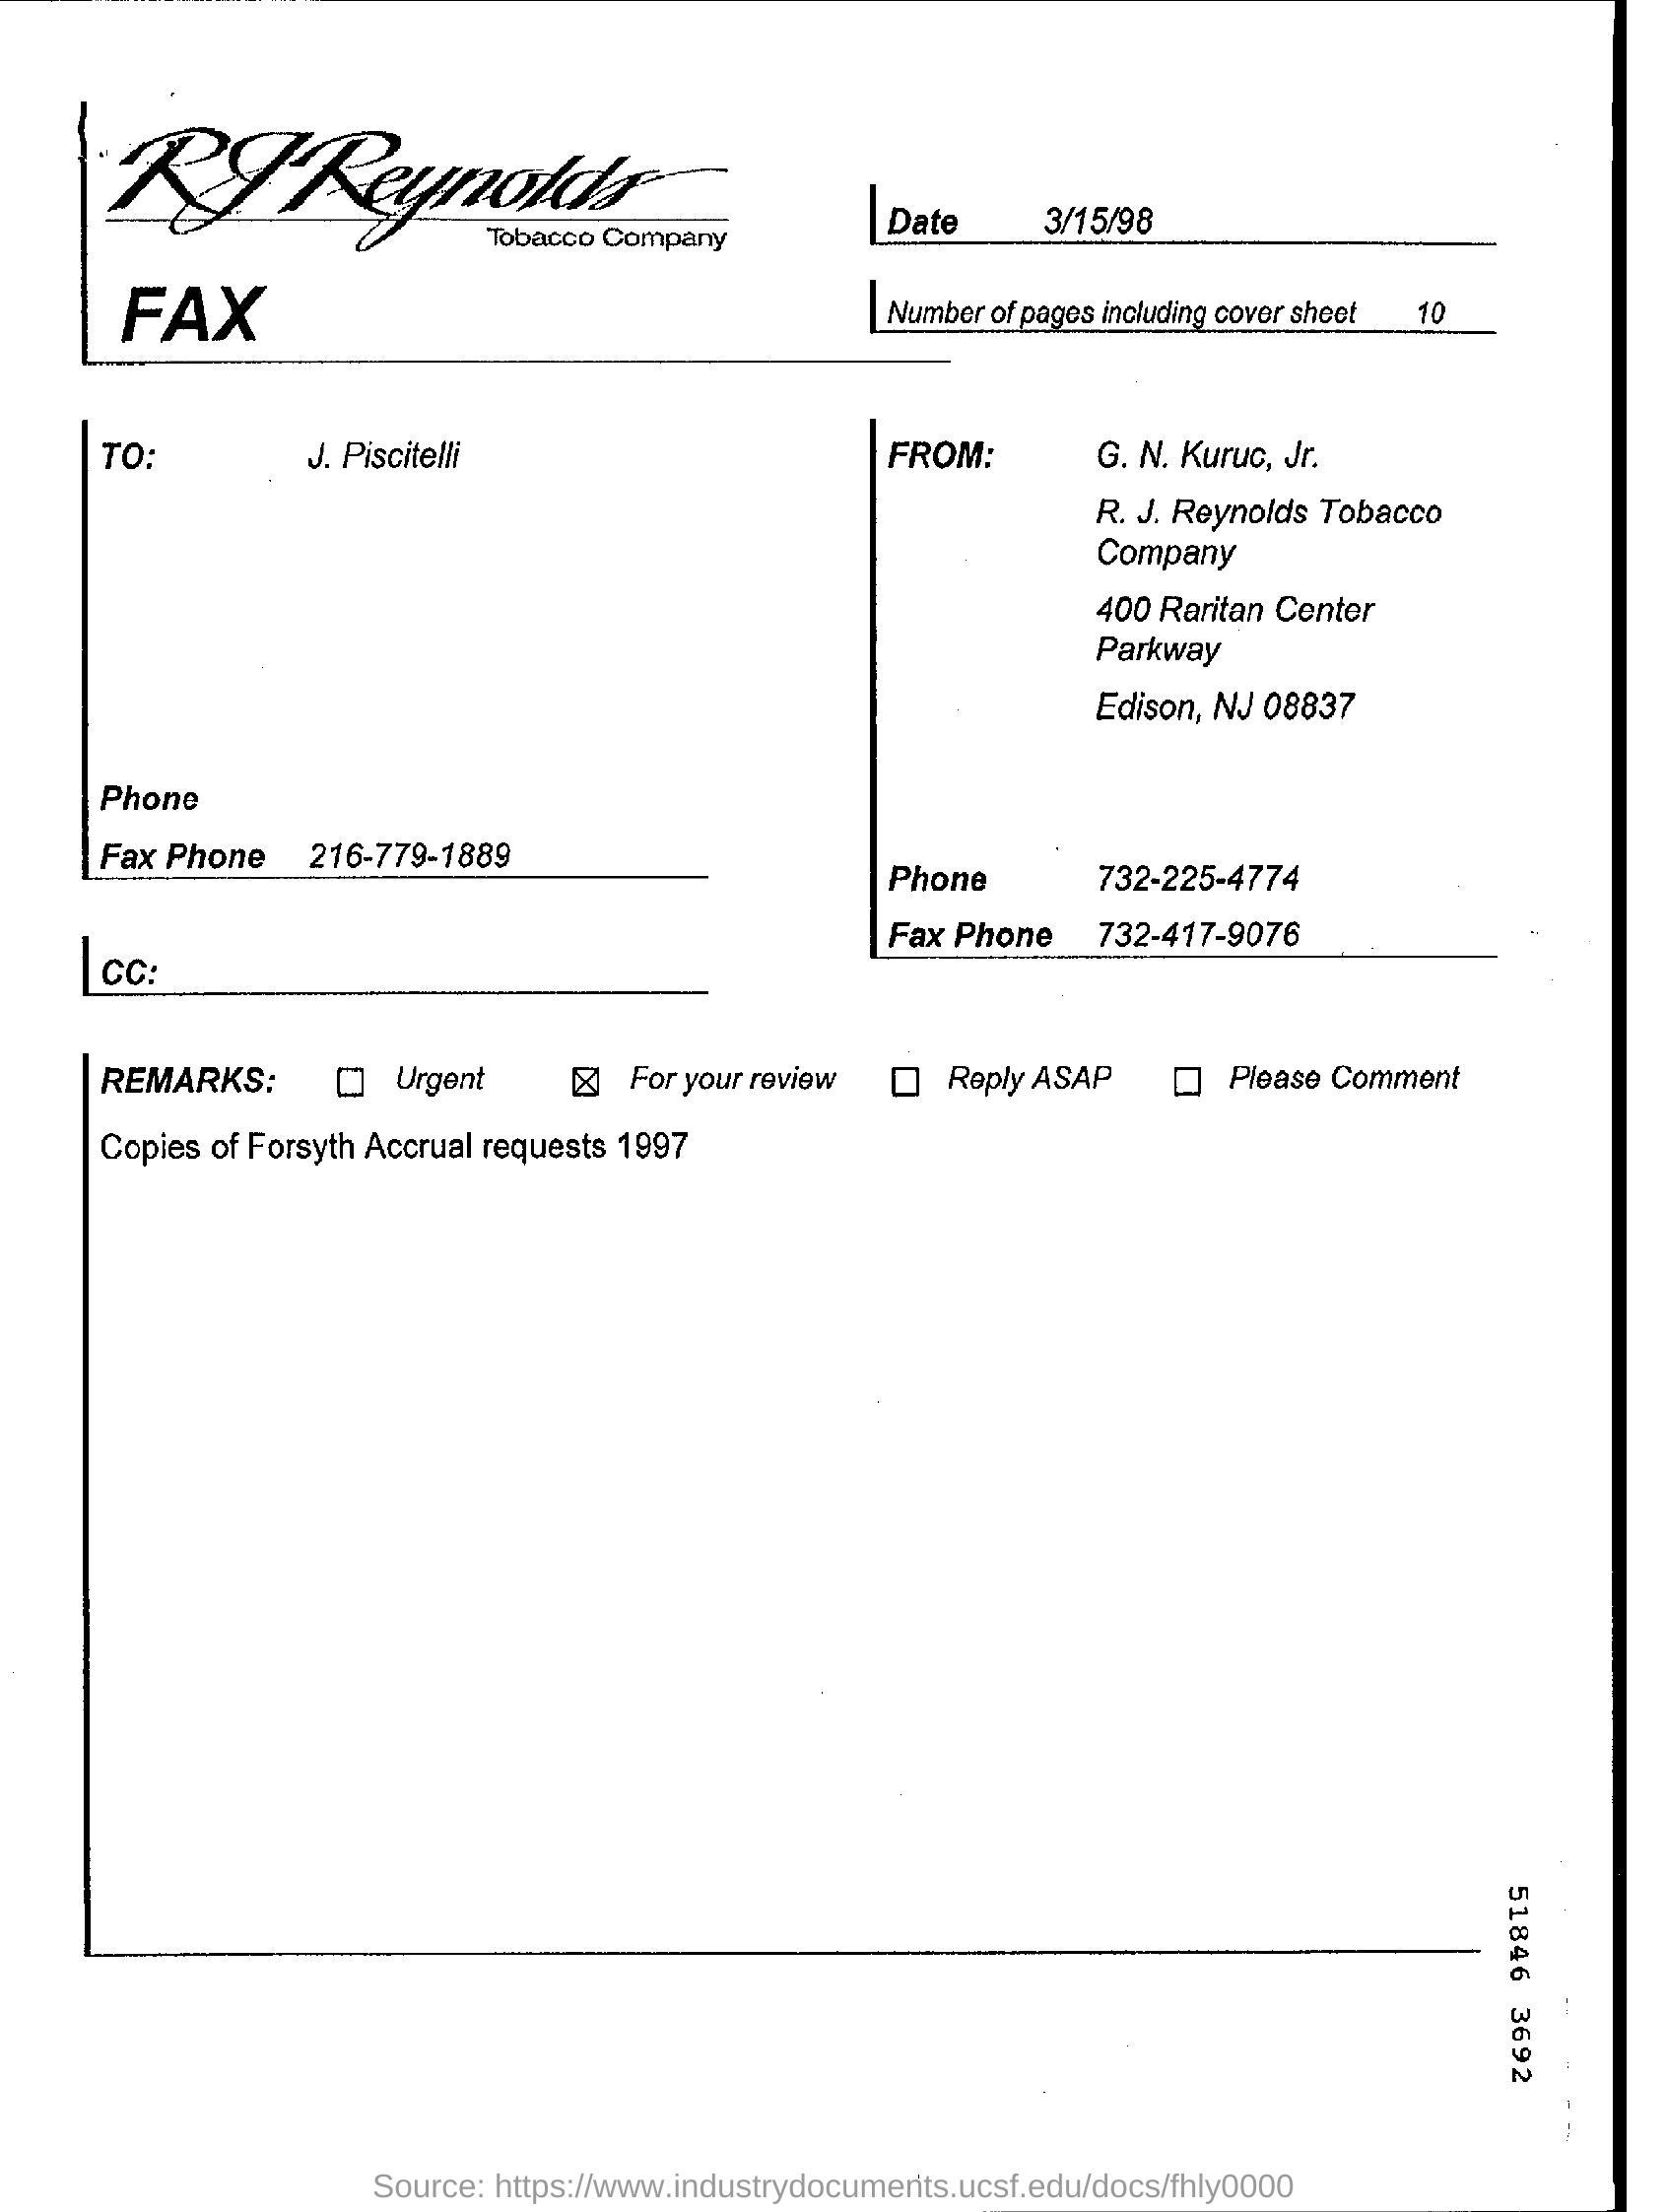 RJReynolds
Tobacco Company
FAX
Date 3/15/98
Number of pages including cover sheet 10
TO: J. Piscitelli
Phone
Fax Phone 216-779-1889
CC:
FROM: G. N. Kuruc, Jr.
R. J. Reynolds Tobacco
Company
400 Raritan Center
Parkway
Edison, NJ 08837
Phone 732-225-4774
Fax Phone 732-417-9076
REMARKS: ☐ Urgent ☒ For your review ☐ Reply ASAP ☐ Please Comment
Copies of Forsyth Accrual requests 1997
51846 3692
Source: https://www.industrydocuments.ucsf.edu/docs/fhly0000